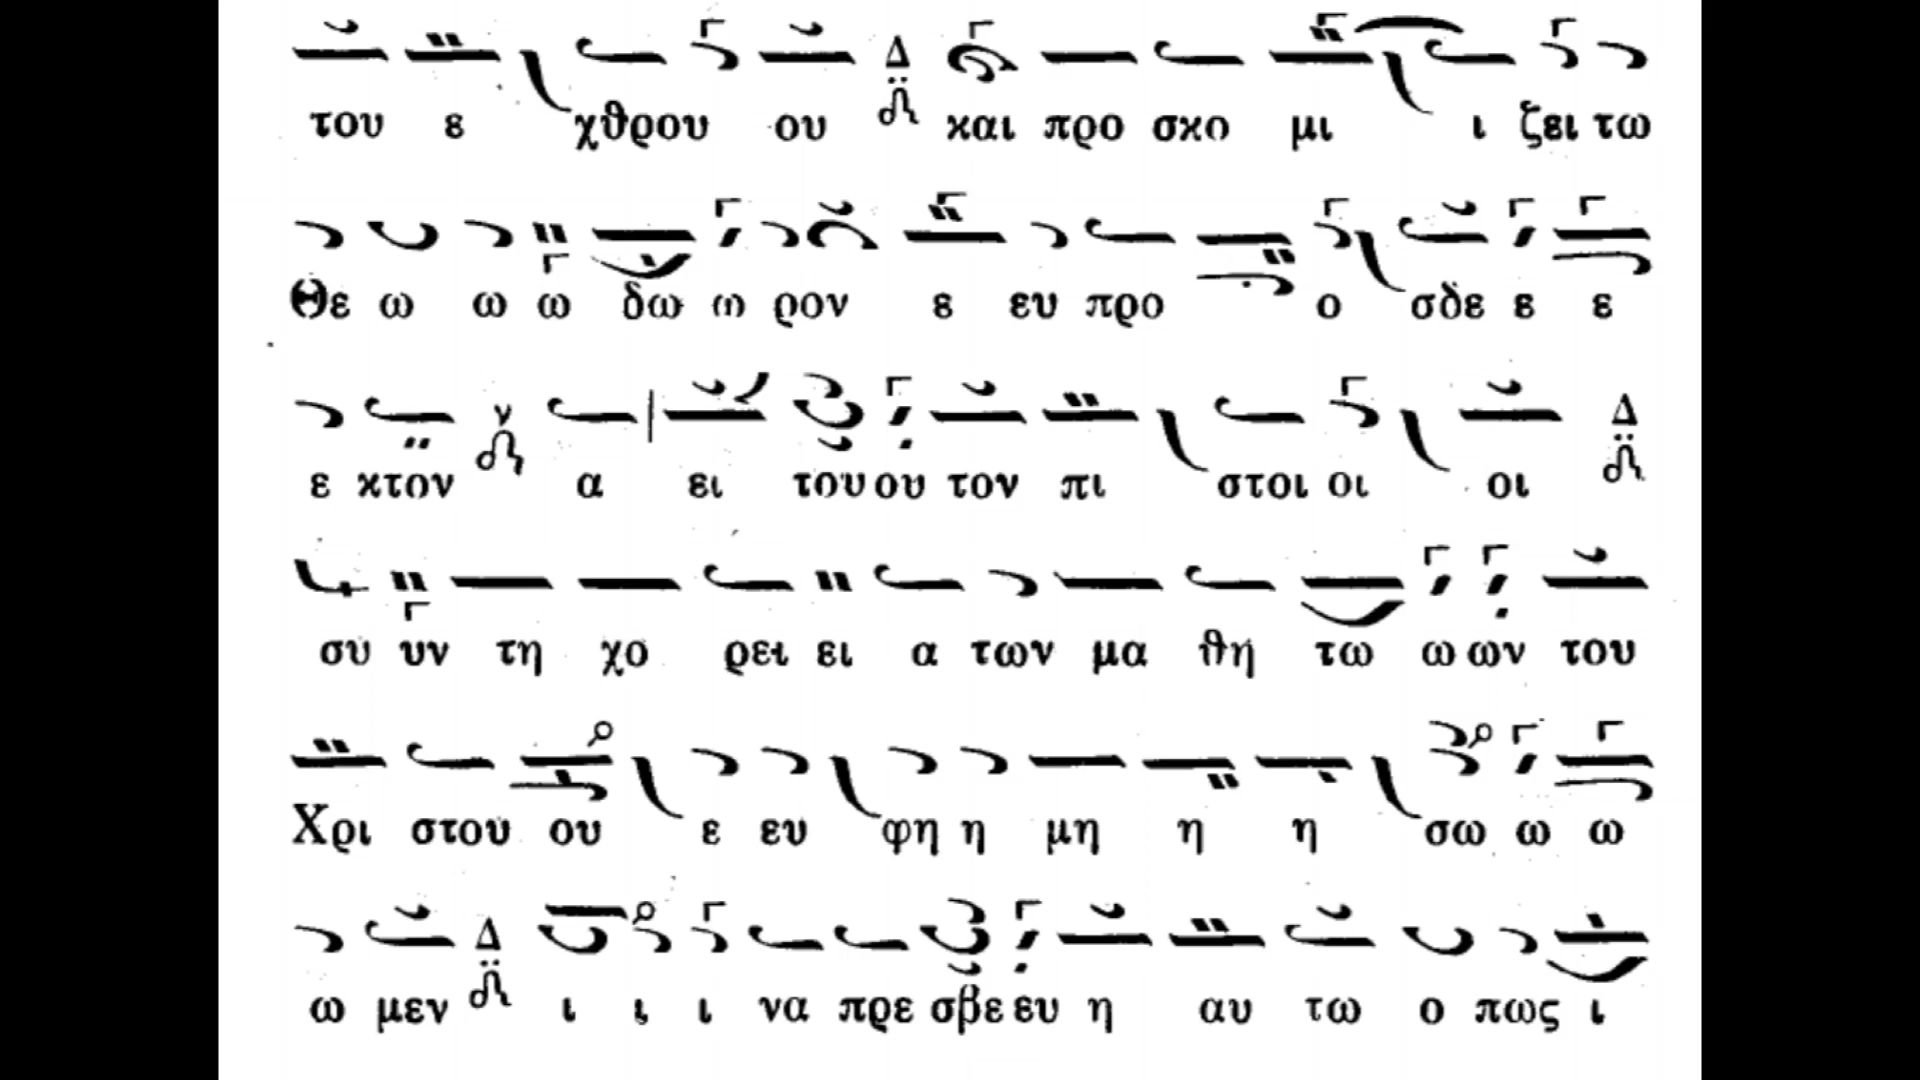 του ε χθρου ου Δ και προ σκο μι ι ζει τω
Θε ω ω ω δω ω ρον ε ευ προ ο σδε ε ε
ε κτον ν α ει του ου τον πι στοι οι οι Δ
συ υν τη χο ρει ει α των μα θη τω ω ων του
Χρι στου ου ε ευ φη η μη η η σω ω ω
ω μεν Δ ι ι ι να πρε σβε ευ η αυ τω ο πως ι